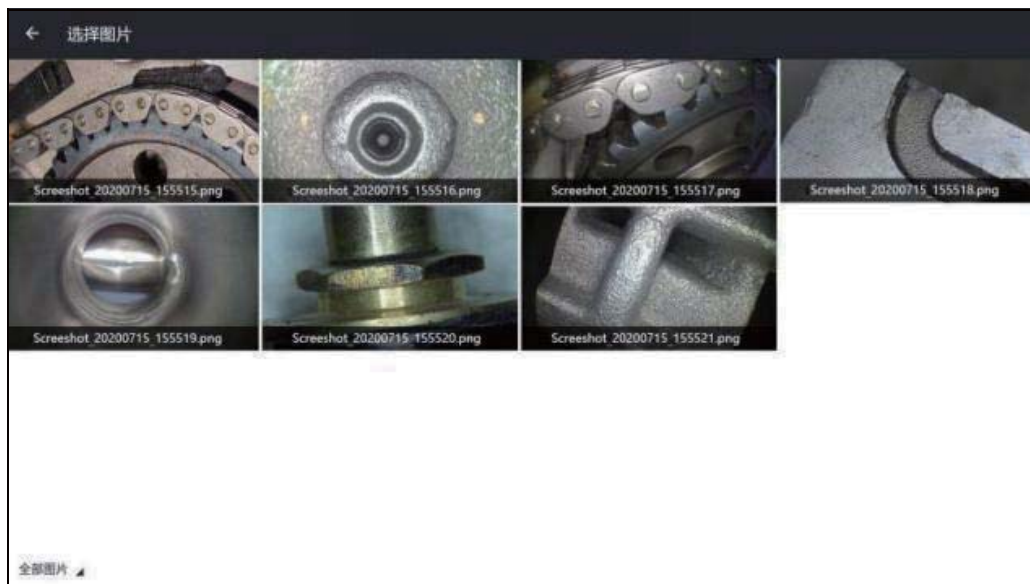 选择图片
Screeshot_20200715_155515.png
Screeshot_20200715_155516.png
Screeshot_20200715_155517.png
Screeshot_20200715_155518.png
Screeshot_20200715_155519.png
Screeshot_20200715_155520.png
Screeshot_20200715_155521.png
全部图片